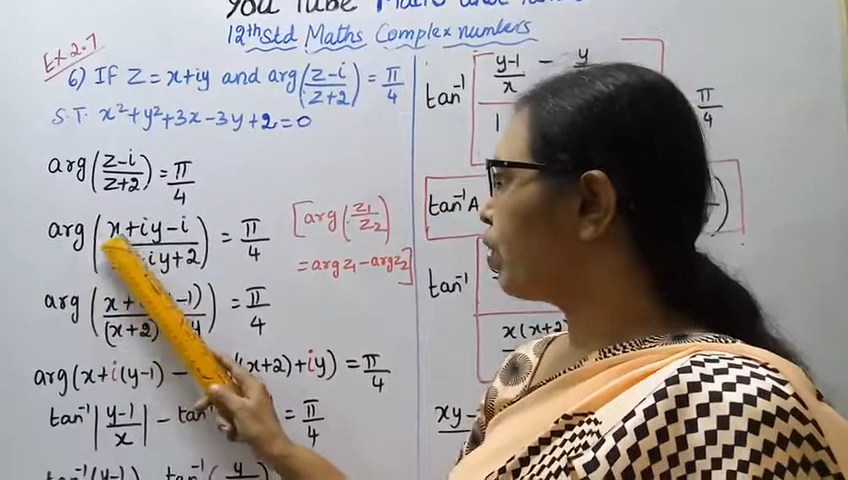 You Tube Maths and
12th std Maths Complex numbers
Ex 2.7
6) If Z = x+iy and arg(z-i/z+2) = π/4
S.T. x²+y²+3x-3y+2=0
arg(z-i/z+2) = π/4
arg(x+iy-i/ +iy+2) = π/4
[arg(z₁/z₂)
= arg z₁ - arg z₂]
arg(x+ -1)/(x+2) y) = π/4
arg(x+i(y-1) - (x+2)+iy) = π/4
tan⁻¹|y-1/x| - tan = π/4
tan⁻¹(y-1) tan⁻¹(y
tan⁻¹[y-1/x - y
1
π/4
tan⁻¹A
tan⁻¹
x(x+2
xy-